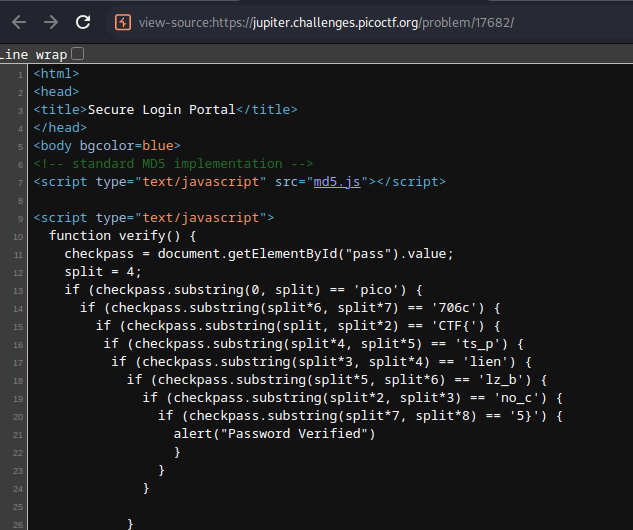 view-source:https://jupiter.challenges.picoctf.org/problem/17682/
Line wrap
1 <html>
2 <head>
3 <title>Secure Login Portal</title>
4 </head>
5 <body bgcolor=blue>
6 <!-- standard MD5 implementation -->
7 <script type="text/javascript" src="md5.js"></script>
8
9 <script type="text/javascript">
10 function verify() {
11 checkpass = document.getElementById("pass").value;
12 split = 4;
13 if (checkpass.substring(0, split) == 'pico') {
14 if (checkpass.substring(split*6, split*7) == '706c') {
15 if (checkpass.substring(split, split*2) == 'CTF{') {
16 if (checkpass.substring(split*4, split*5) == 'ts_p') {
17 if (checkpass.substring(split*3, split*4) == 'lien') {
18 if (checkpass.substring(split*5, split*6) == 'lz_b') {
19 if (checkpass.substring(split*2, split*3) == 'no_c') {
20 if (checkpass.substring(split*7, split*8) == '5}') {
21 alert("Password Verified")
22 }
23 }
24 }
25
26 }